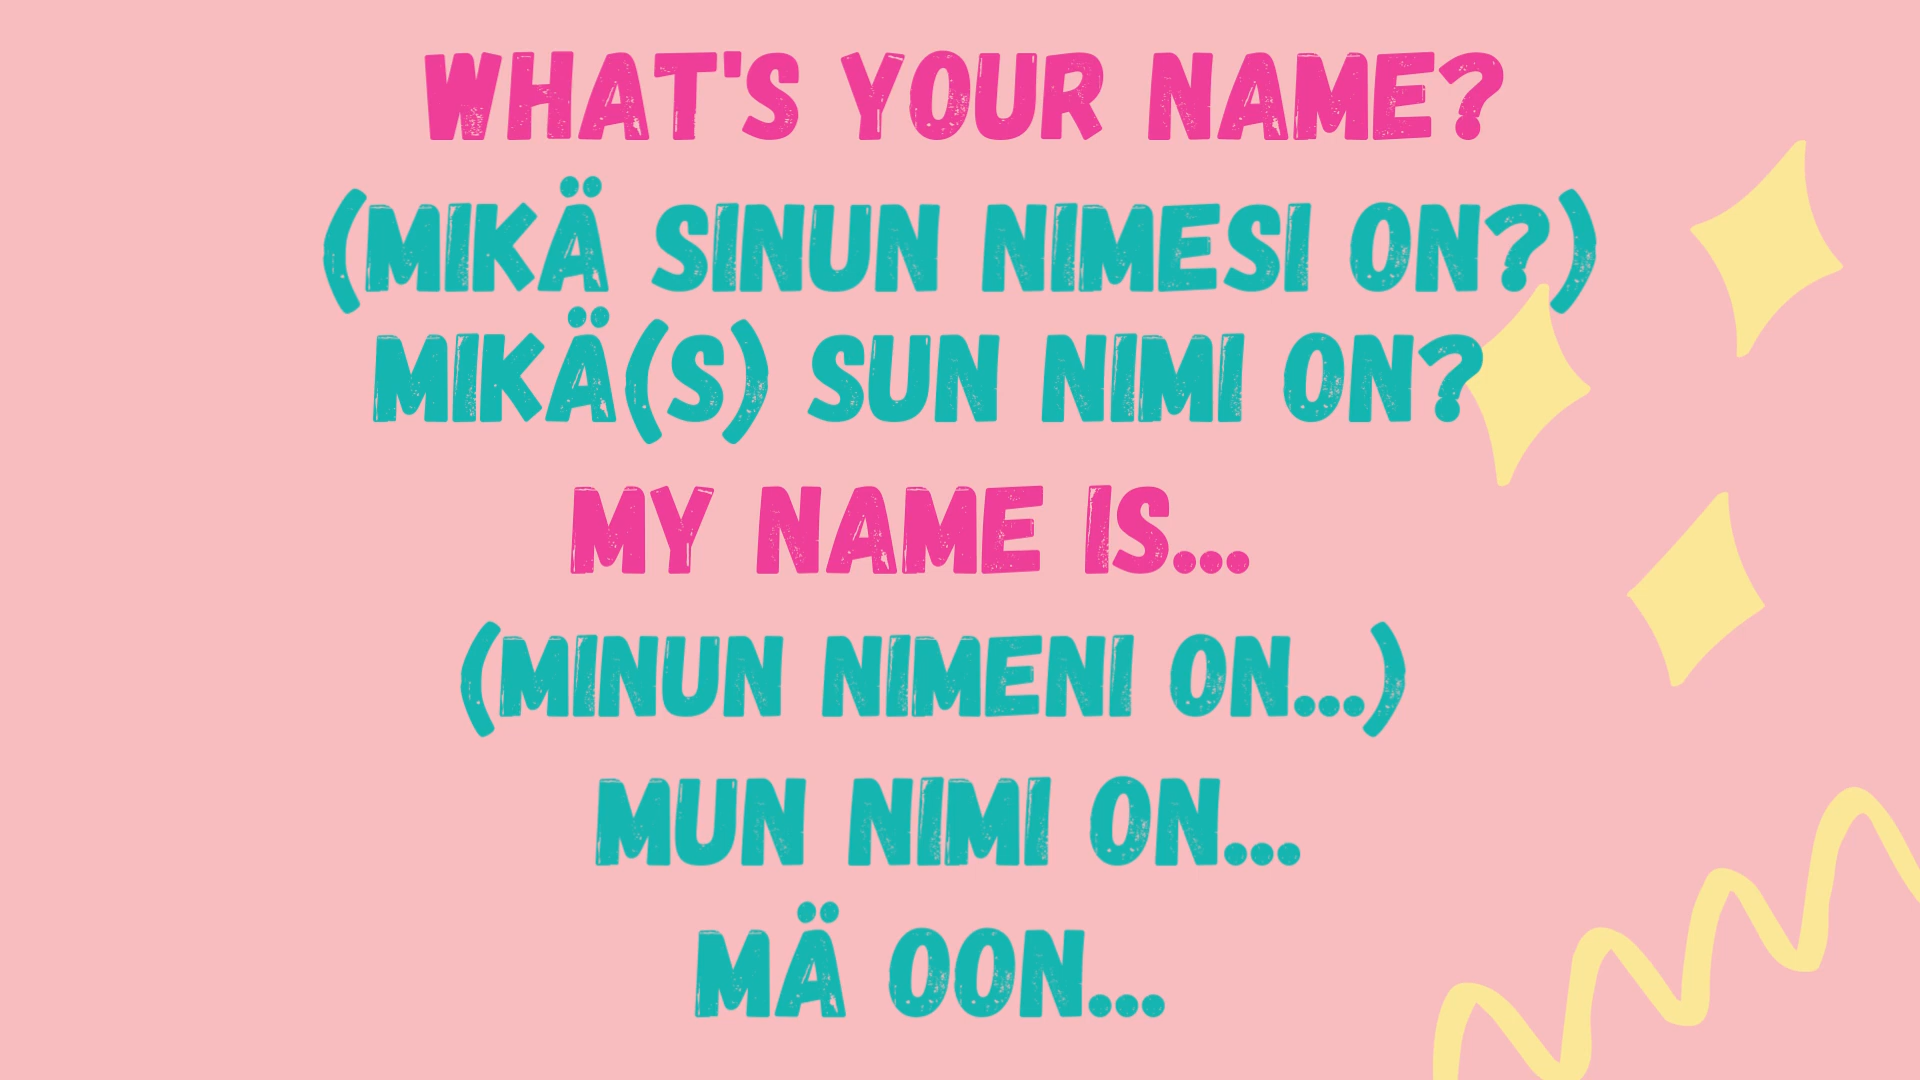 WHAT'S YOUR NAME?
(MIKÄ SINUN NIMESI ON?)
MIKÄ(S) SUN NIMI ON?
MY NAME IS...
(MINUN NIMENI ON...)
MUN NIMI ON...
MÄ OON...